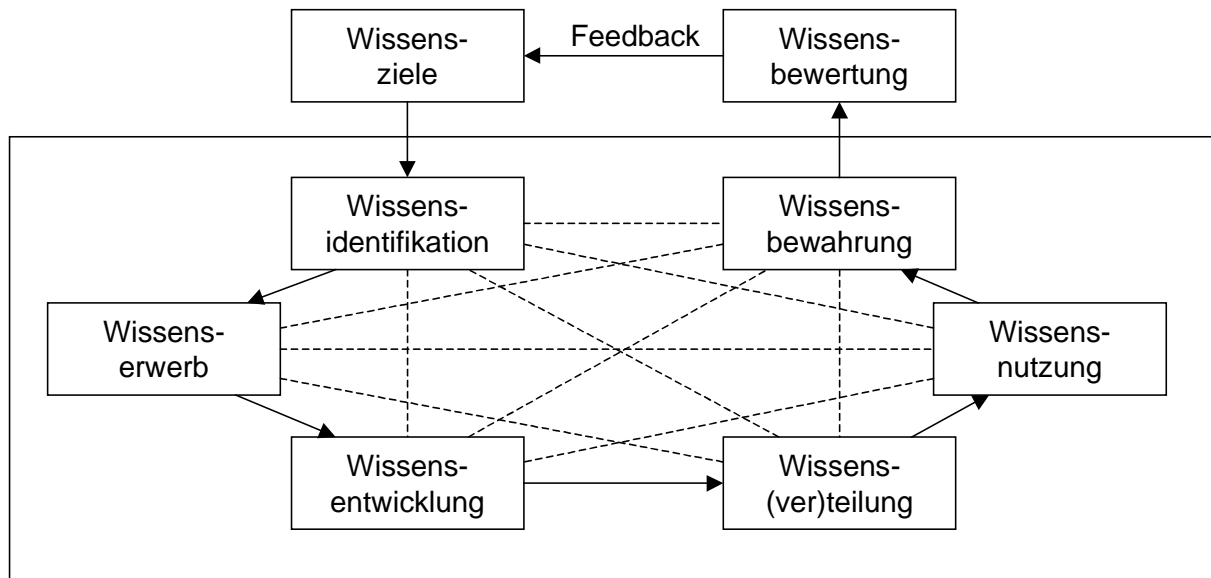 Wissens-
ziele
Feedback
Wissens-
bewertung
Wissens-
identifikation
Wissens-
bewahrung
Wissens-
erwerb
Wissens-
nutzung
Wissens-
entwicklung
Wissens-
(ver)teilung